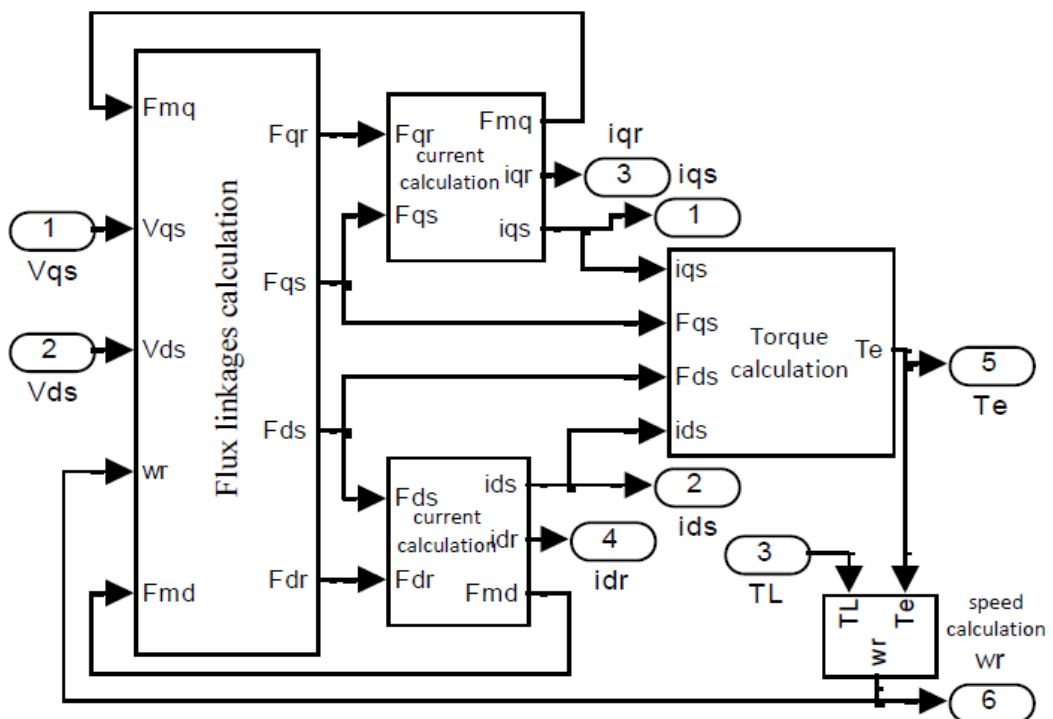 Fmq
Vqs
Vds
wr
Fmd
Flux linkages calculation
Fqr
Fqs
Fds
Fdr
1
Vqs
2
Vds
Fqr
current
calculation
Fqs
Fmq
iqr
iqs
iqr
3
iqs
1
iqs
Fqs
Fds
ids
Torque
calculation
Te
5
Te
Fds
current
calculation
Fdr
ids
idr
Fmd
2
ids
4
idr
3
TL
TL
Te
wr
speed
calculation
wr
6